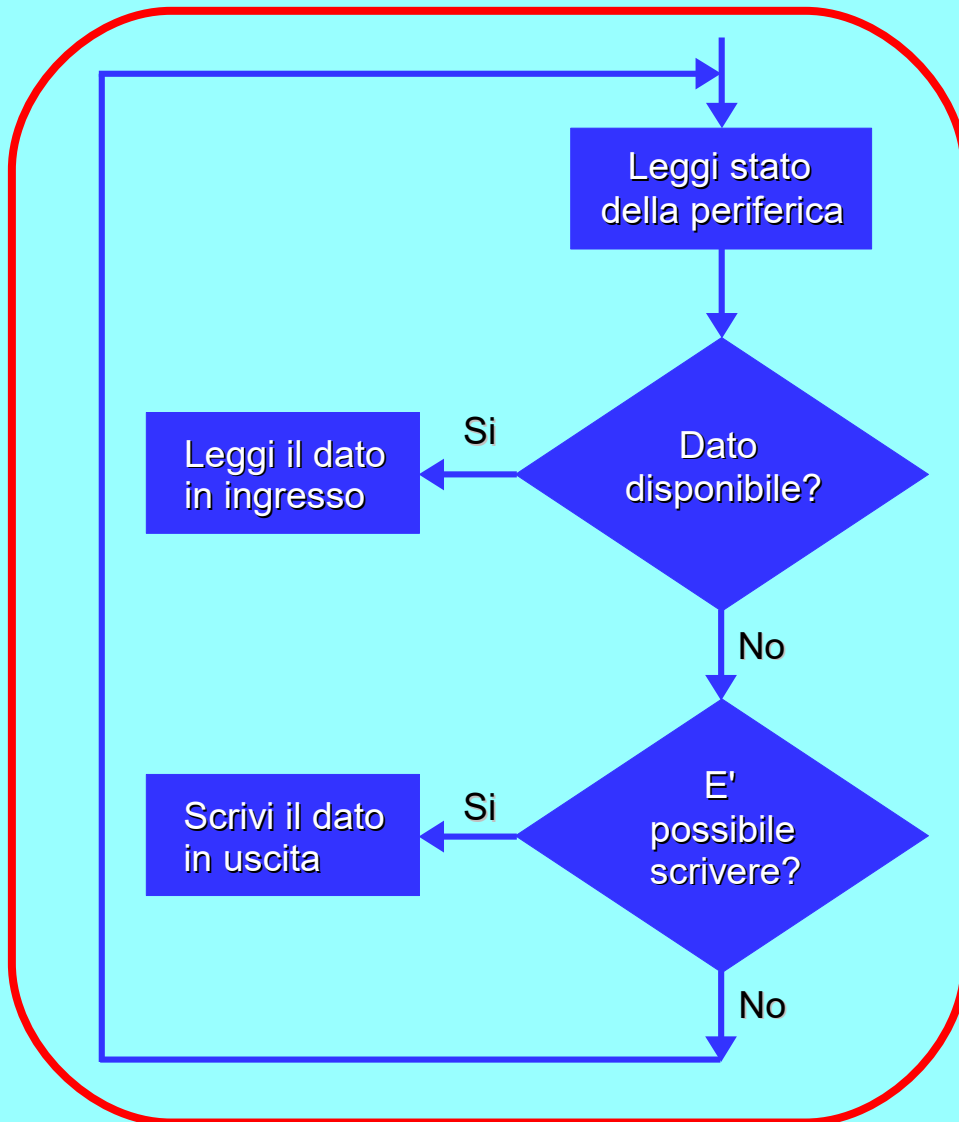 Leggi stato
della periferica
Dato
disponibile?
Si
Leggi il dato
in ingresso
No
E'
possibile
scrivere?
Si
Scrivi il dato
in uscita
No